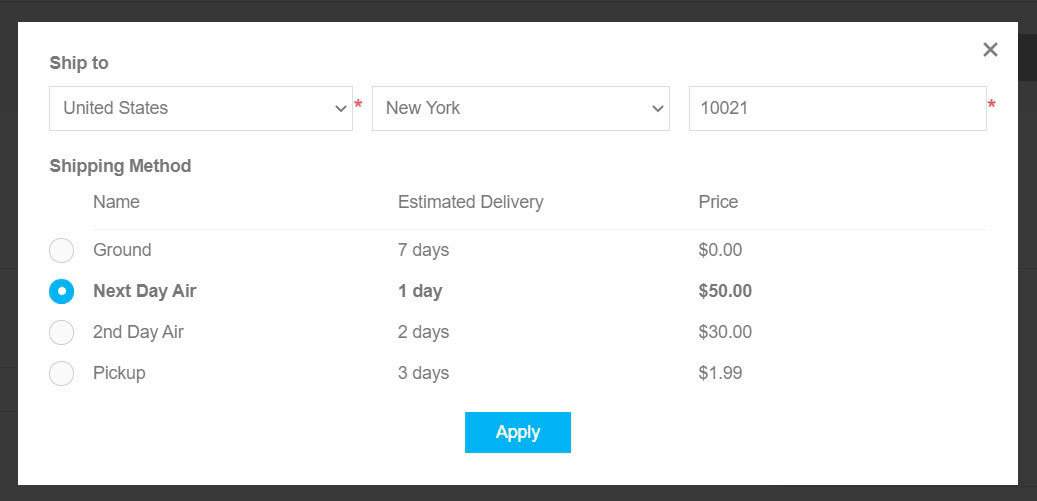 Ship to
United States * New York 10021 *
Shipping Method
Name Estimated Delivery Price
Ground 7 days $0.00
Next Day Air 1 day $50.00
2nd Day Air 2 days $30.00
Pickup 3 days $1.99
Apply